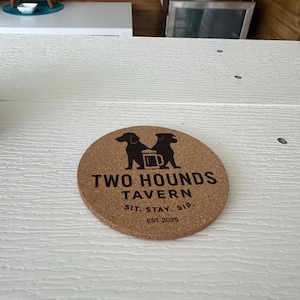 TWO HOUNDS
TAVERN
SIT. STAY. SIP.
EST 2025